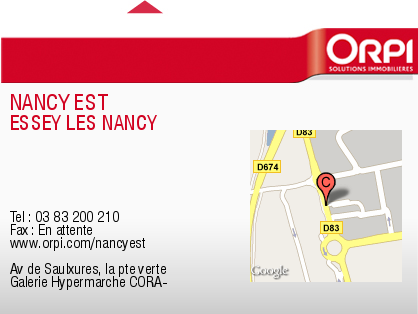 ORPI
SOLUTIONS IMMOBILIÈRES
NANCY EST
ESSEY LES NANCY
D83
D674
C
D83
Google
Tel : 03 83 200 210
Fax : En attente
www.orpi.com/nancyest
Av de Saulxures, la pte verte
Galerie Hypermarche CORA-